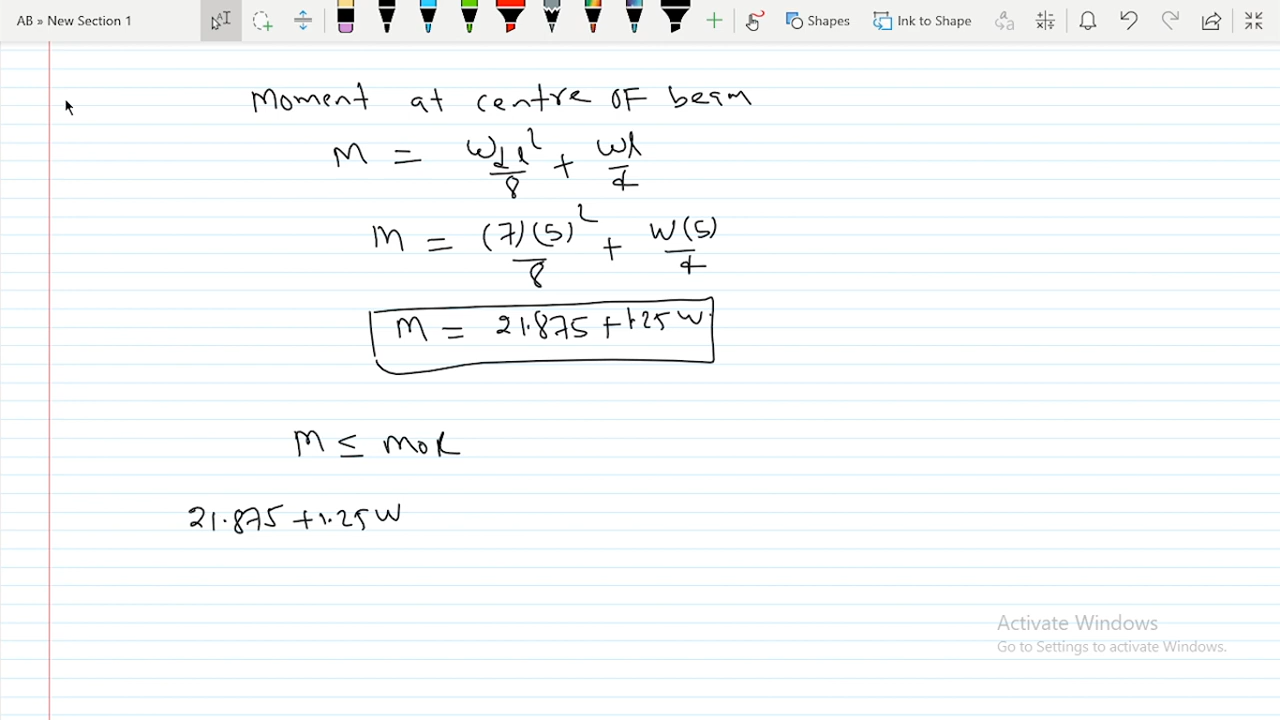 AB » New Section 1
Shapes
Ink to Shape
Moment at centre OF beam
M = wd l²/8 + Wl/4
M = (7)(5)²/8 + W(5)/4
M = 21.875 + 1.25 W
M ≤ MOR
21.875 + 1.25 W
Activate Windows
Go to Settings to activate Windows.